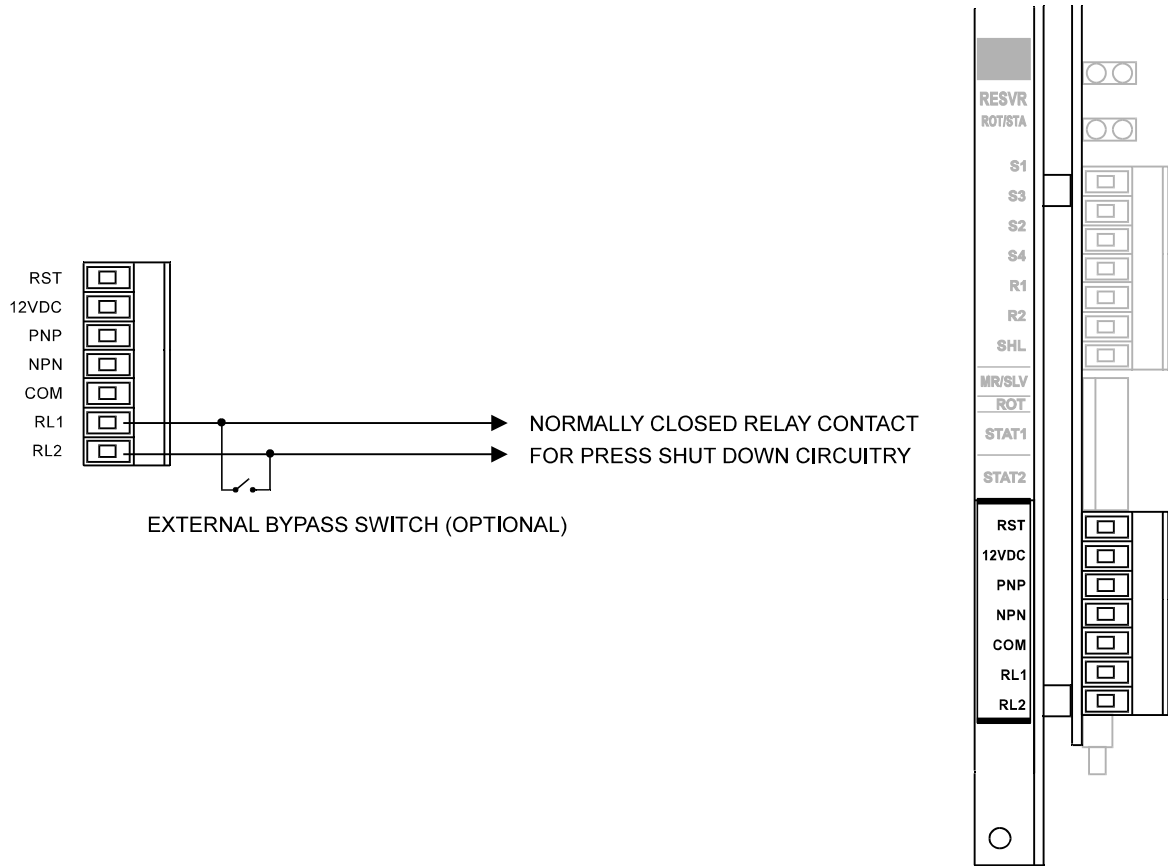 RST
12VDC
PNP
NPN
COM
RL1
RL2
NORMALLY CLOSED RELAY CONTACT
FOR PRESS SHUT DOWN CIRCUITRY
EXTERNAL BYPASS SWITCH (OPTIONAL)
RESVR
ROT/STA
S1
S3
S2
S4
R1
R2
SHL
MR/SLV
ROT
STAT1
STAT2
RST
12VDC
PNP
NPN
COM
RL1
RL2